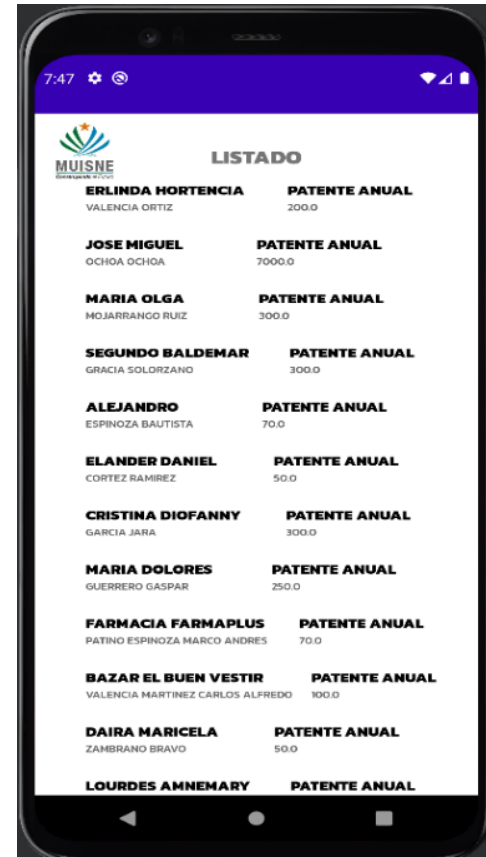 7:47
MUISNE
LISTADO
ERLINDA HORTENCIA PATENTE ANUAL
VALENCIA ORTIZ 200.0
JOSE MIGUEL PATENTE ANUAL
OCHOA OCHOA 7000.0
MARIA OLGA PATENTE ANUAL
MOJARRANGO RUIZ 300.0
SEGUNDO BALDEMAR PATENTE ANUAL
GRACIA SOLORZANO 300.0
ALEJANDRO PATENTE ANUAL
ESPINOZA BAUTISTA 70.0
ELANDER DANIEL PATENTE ANUAL
CORTEZ RAMIREZ 50.0
CRISTINA DIOFANNY PATENTE ANUAL
GARCIA JARA 300.0
MARIA DOLORES PATENTE ANUAL
GUERRERO GASPAR 250.0
FARMACIA FARMAPLUS PATENTE ANUAL
PATINO ESPINOZA MARCO ANDRES 70.0
BAZAR EL BUEN VESTIR PATENTE ANUAL
VALENCIA MARTINEZ CARLOS ALFREDO 100.0
DAIRA MARICELA PATENTE ANUAL
ZAMBRANO BRAVO 50.0
LOURDES AMNEMARY PATENTE ANUAL